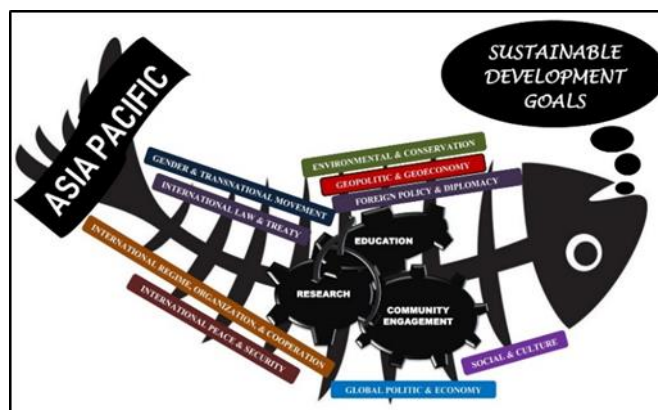 ASIA PACIFIC
SUSTAINABLE
DEVELOPMENT
GOALS
GENDER & TRANSNATIONAL MOVEMENT
INTERNATIONAL LAW & TREATY
ENVIRONMENTAL & CONSERVATION
GEOPOLITIC & GEOECONOMY
FOREIGN POLICY & DIPLOMACY
EDUCATION
RESEARCH
COMMUNITY
ENGAGEMENT
INTERNATIONAL REGIME, ORGANIZATION, & COOPERATION
INTERNATIONAL PEACE & SECURITY
GLOBAL POLITIC & ECONOMY
SOCIAL & CULTURE